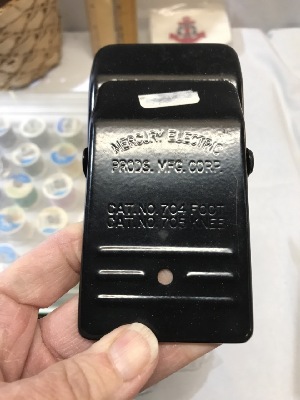 MERCURY ELECTRIC
PRODS. MFG. CORP.
CAT.NO. 704 FOOT
CAT.NO. 705 KNEE